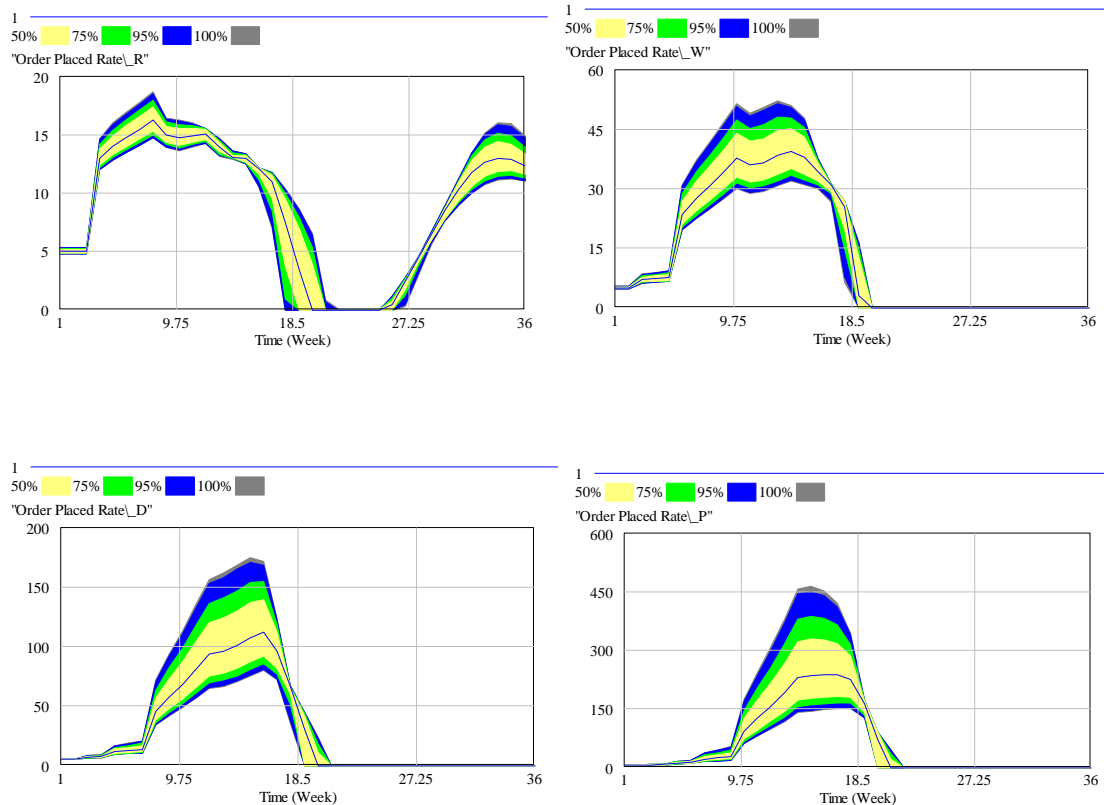 1
50% 75% 95% 100%
"Order Placed Rate\_R"
20
15
10
5
0
1 9.75 18.5 27.25 36
Time (Week)
1
50% 75% 95% 100%
"Order Placed Rate\_W"
60
45
30
15
0
1 9.75 18.5 27.25 36
Time (Week)
1
50% 75% 95% 100%
"Order Placed Rate\_D"
200
150
100
50
0
1 9.75 18.5 27.25 36
Time (Week)
1
50% 75% 95% 100%
"Order Placed Rate\_P"
600
450
300
150
0
1 9.75 18.5 27.25 36
Time (Week)